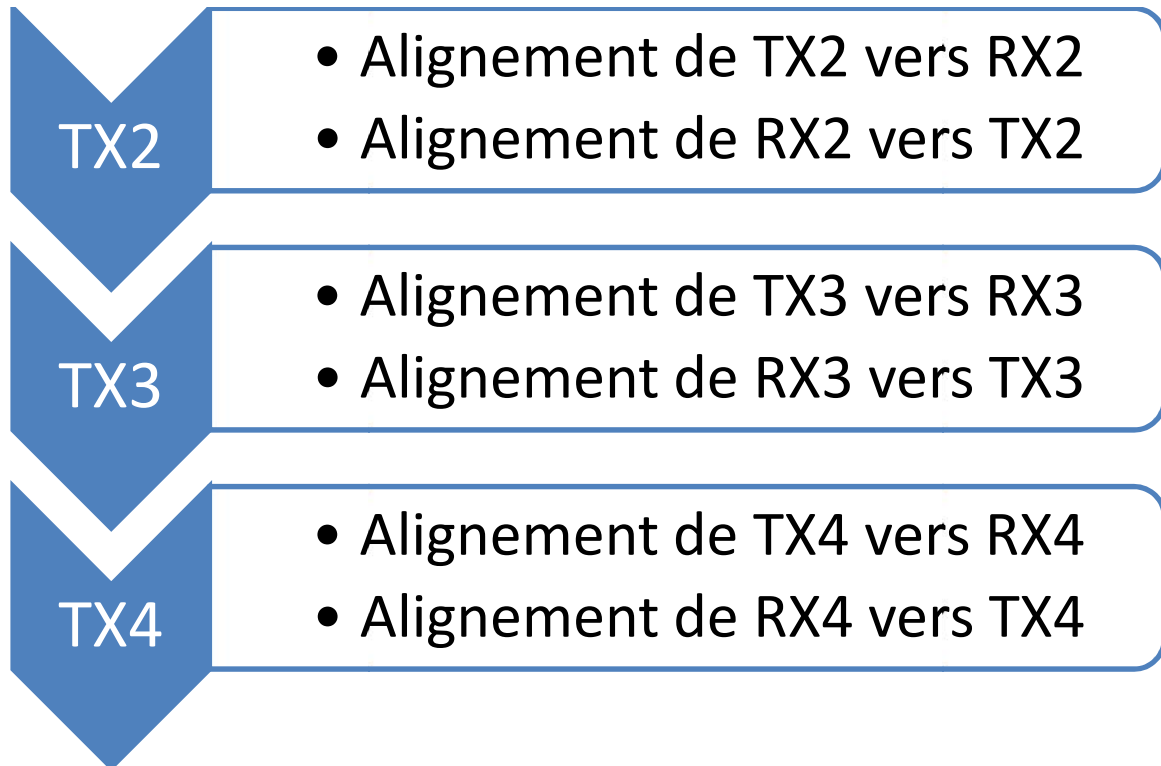 TX2
• Alignement de TX2 vers RX2
• Alignement de RX2 vers TX2
TX3
• Alignement de TX3 vers RX3
• Alignement de RX3 vers TX3
TX4
• Alignement de TX4 vers RX4
• Alignement de RX4 vers TX4